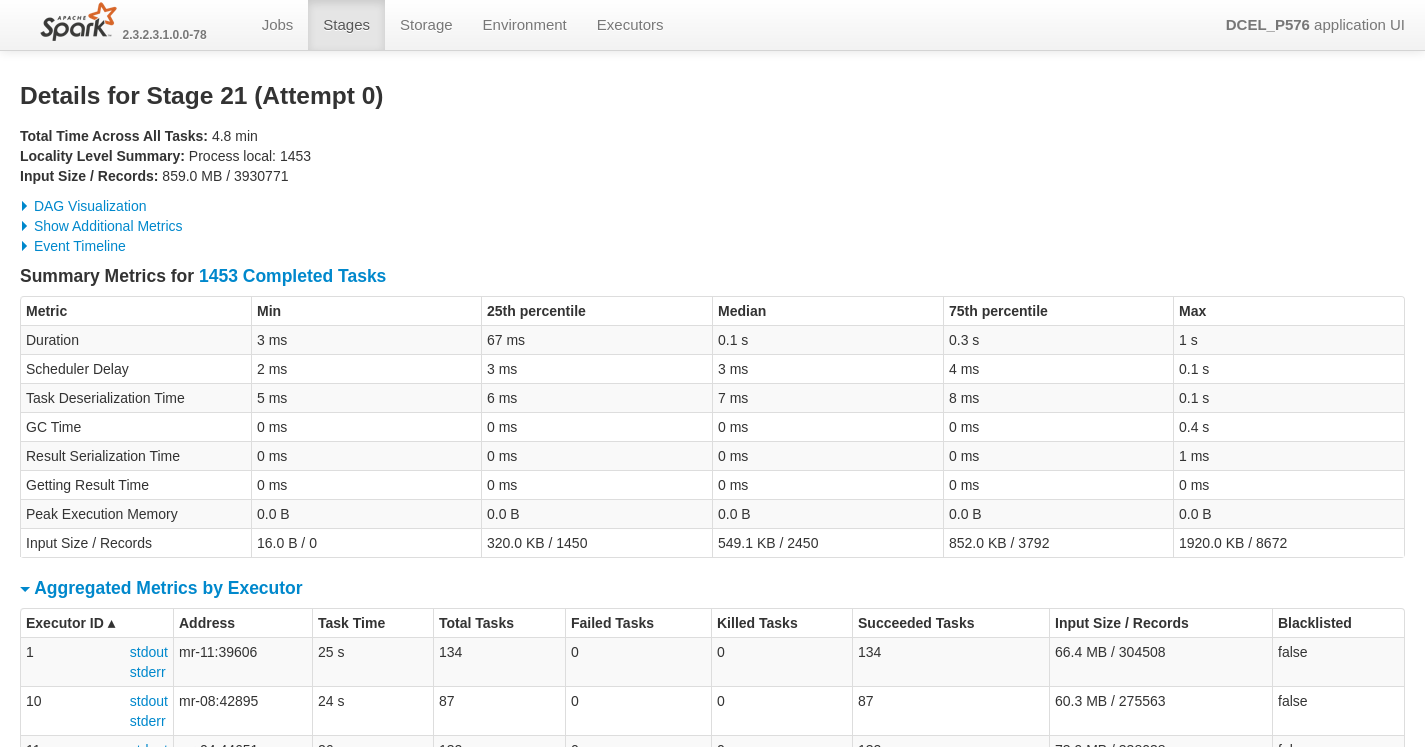 APACHE Spark 2.3.2.3.1.0.0-78 Jobs Stages Storage Environment Executors DCEL_P576 application UI
Details for Stage 21 (Attempt 0)
Total Time Across All Tasks: 4.8 min
Locality Level Summary: Process local: 1453
Input Size / Records: 859.0 MB / 3930771
DAG Visualization
Show Additional Metrics
Event Timeline
Summary Metrics for 1453 Completed Tasks
Metric Min 25th percentile Median 75th percentile Max
Duration 3 ms 67 ms 0.1 s 0.3 s 1 s
Scheduler Delay 2 ms 3 ms 3 ms 4 ms 0.1 s
Task Deserialization Time 5 ms 6 ms 7 ms 8 ms 0.1 s
GC Time 0 ms 0 ms 0 ms 0 ms 0.4 s
Result Serialization Time 0 ms 0 ms 0 ms 0 ms 1 ms
Getting Result Time 0 ms 0 ms 0 ms 0 ms 0 ms
Peak Execution Memory 0.0 B 0.0 B 0.0 B 0.0 B 0.0 B
Input Size / Records 16.0 B / 0 320.0 KB / 1450 549.1 KB / 2450 852.0 KB / 3792 1920.0 KB / 8672
Aggregated Metrics by Executor
Executor ID ▴ Address Task Time Total Tasks Failed Tasks Killed Tasks Succeeded Tasks Input Size / Records Blacklisted
1 stdout mr-11:39606 25 s 134 0 0 134 66.4 MB / 304508 false
stderr
10 stdout mr-08:42895 24 s 87 0 0 87 60.3 MB / 275563 false
stderr